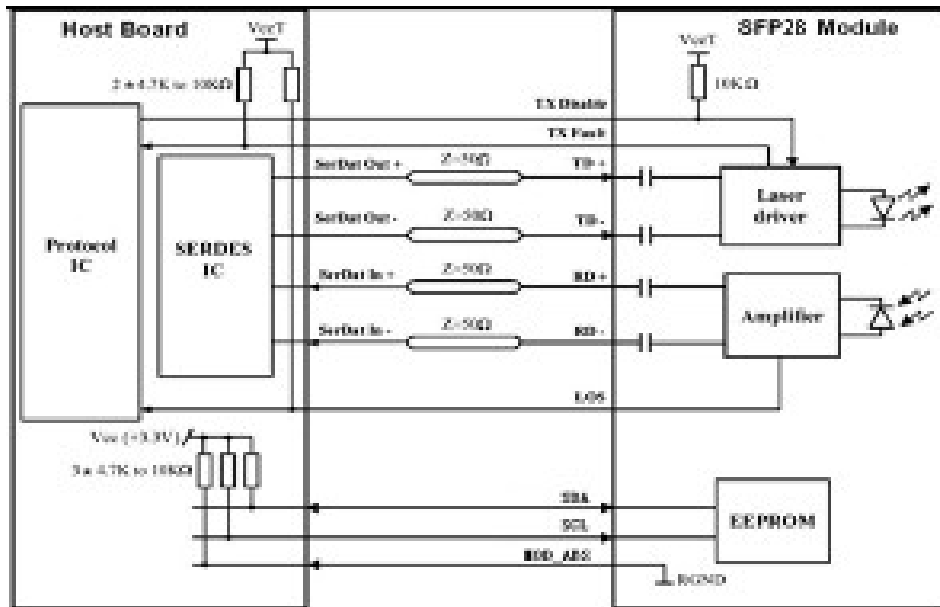 Host Board
SFP28 Module
VccT
VccT
2 x 4.7K to 10KΩ
10KΩ
TX Disable
TX Fault
Protocol IC
SERDES IC
SerDat Out +
Z=50Ω
TD+
SerDat Out-
Z=50Ω
TD-
Laser driver
SerDat In +
Z=50Ω
RD+
SerDat In -
Z=50Ω
RD-
Amplifier
LOS
Vcc (+3.3V)
3 x 4.7K to 10KΩ
SDA
SCL
MOD_ABS
EEPROM
RGND